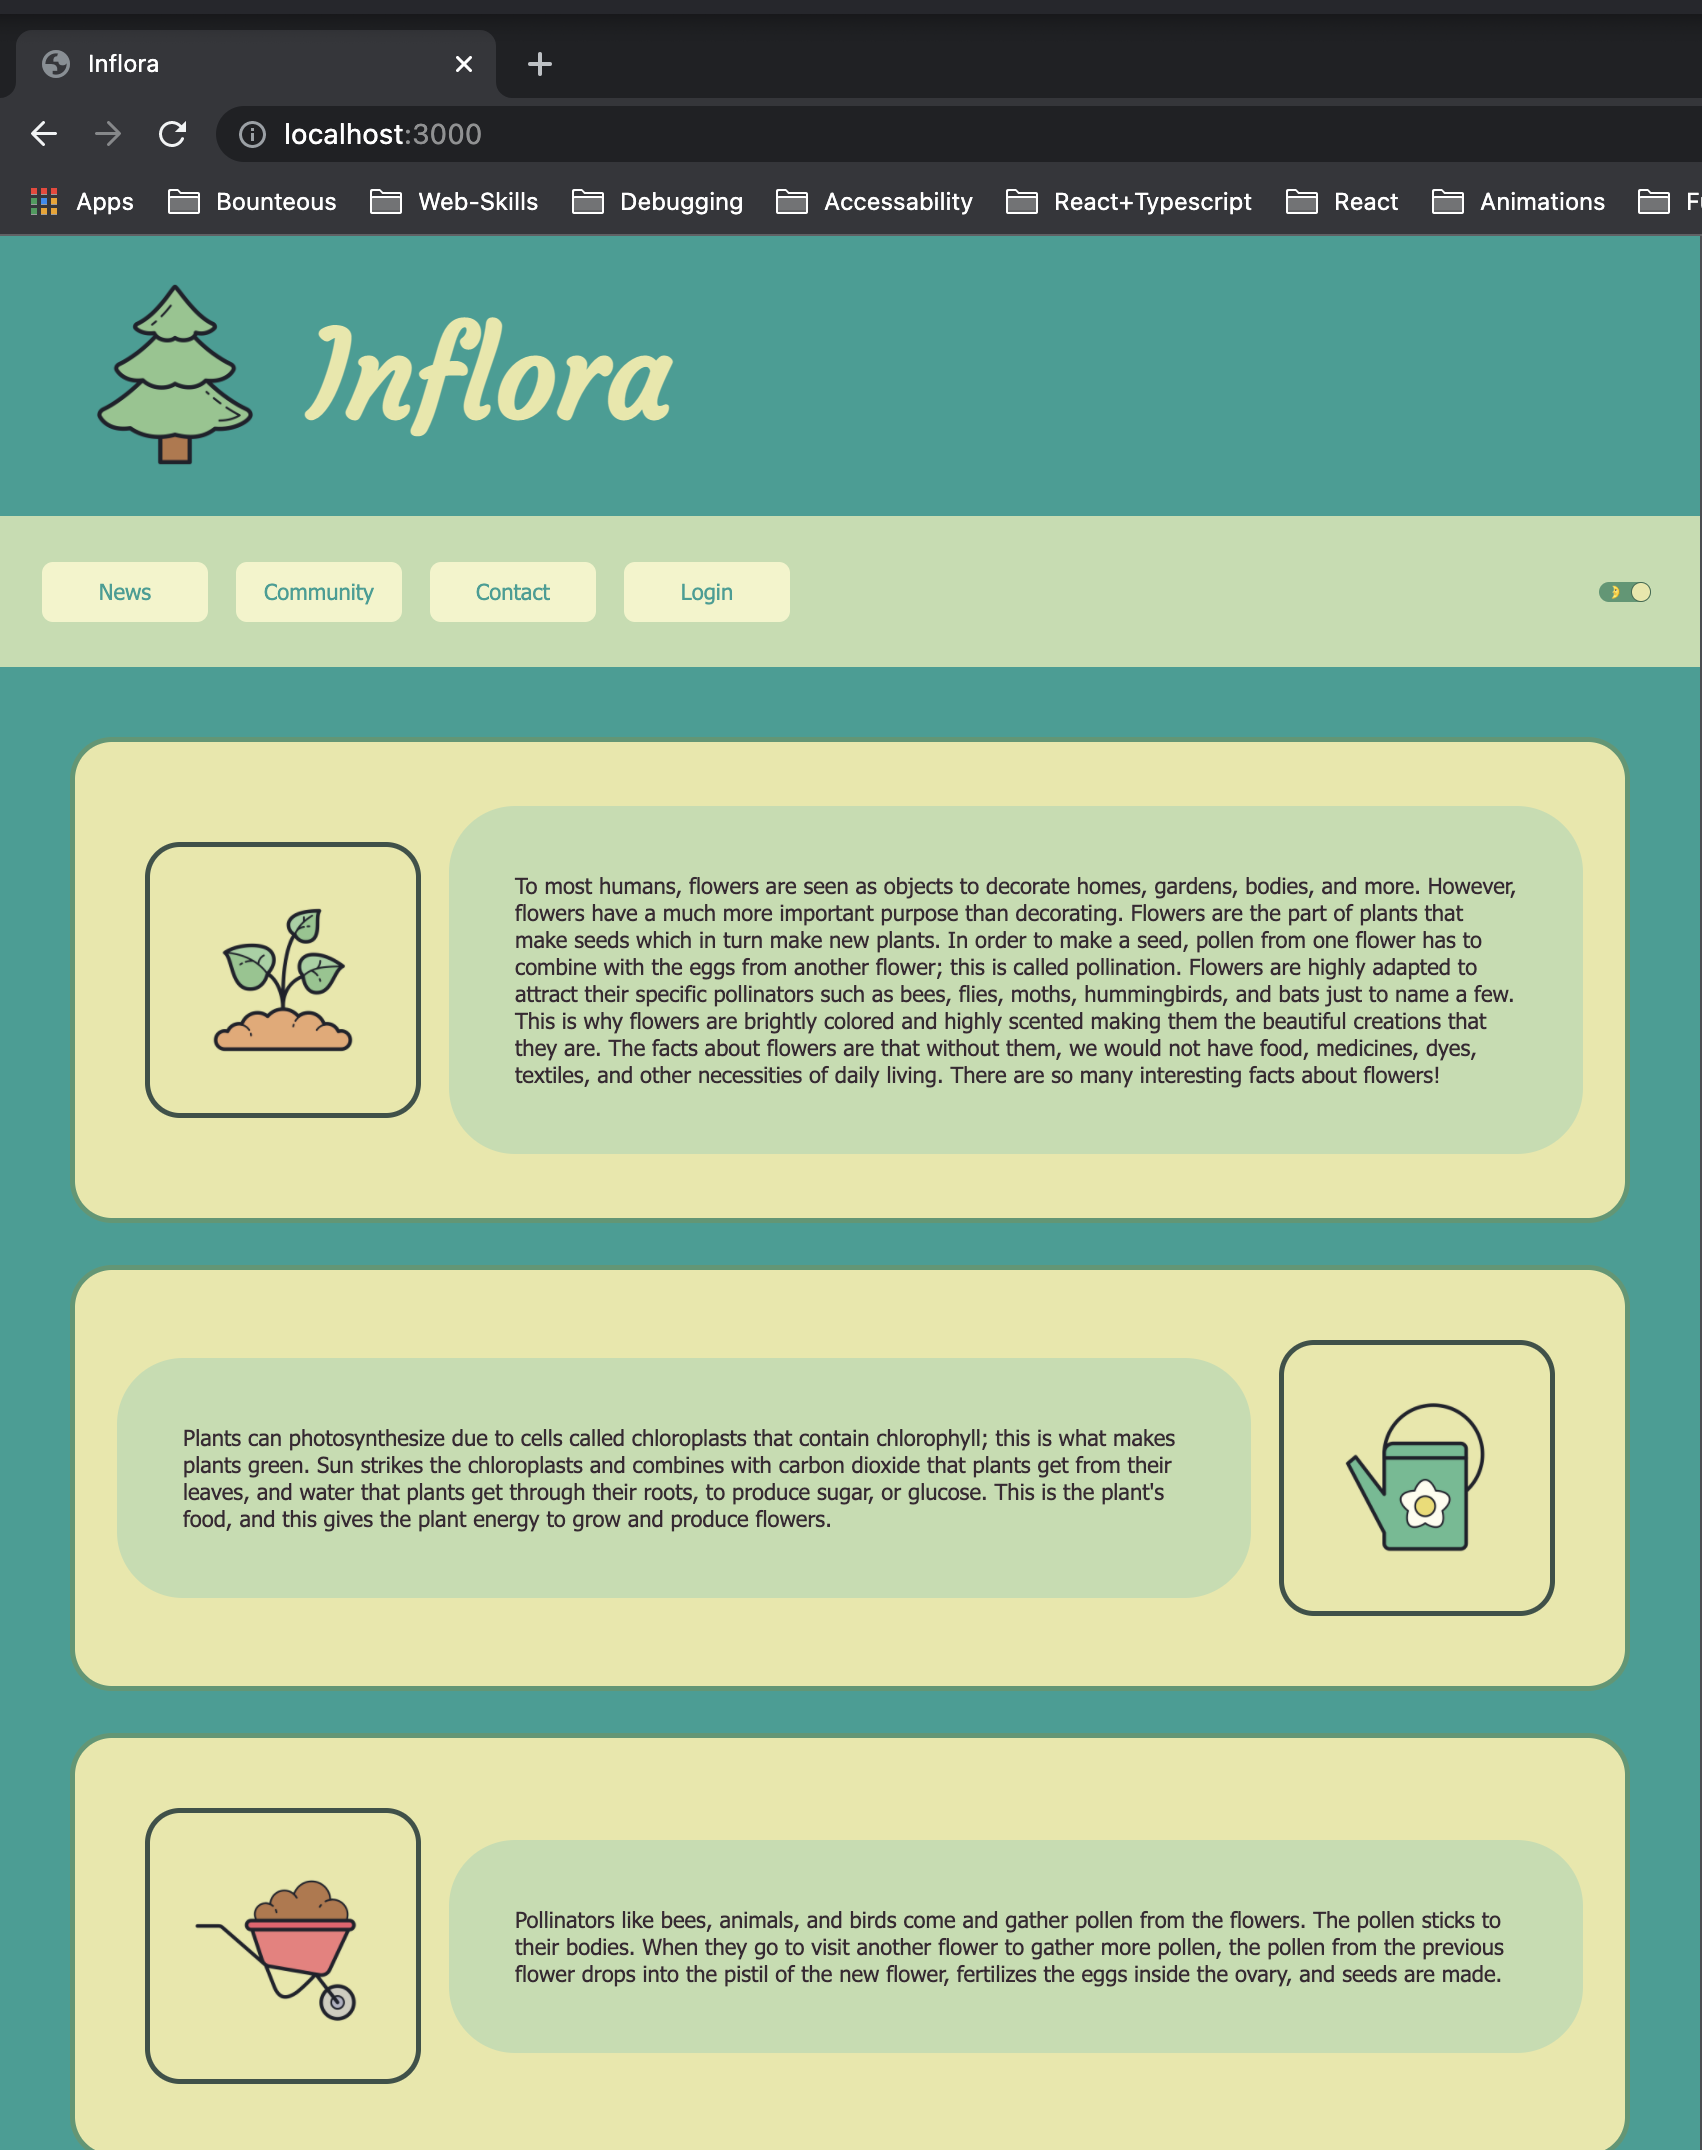 Inflora
localhost:3000
Apps Bounteous Web-Skills Debugging Accessability React+Typescript React Animations
Inflora
News Community Contact Login
To most humans, flowers are seen as objects to decorate homes, gardens, bodies, and more. However,
flowers have a much more important purpose than decorating. Flowers are the part of plants that
make seeds which in turn make new plants. In order to make a seed, pollen from one flower has to
combine with the eggs from another flower; this is called pollination. Flowers are highly adapted to
attract their specific pollinators such as bees, flies, moths, hummingbirds, and bats just to name a few.
This is why flowers are brightly colored and highly scented making them the beautiful creations that
they are. The facts about flowers are that without them, we would not have food, medicines, dyes,
textiles, and other necessities of daily living. There are so many interesting facts about flowers!
Plants can photosynthesize due to cells called chloroplasts that contain chlorophyll; this is what makes
plants green. Sun strikes the chloroplasts and combines with carbon dioxide that plants get from their
leaves, and water that plants get through their roots, to produce sugar, or glucose. This is the plant's
food, and this gives the plant energy to grow and produce flowers.
Pollinators like bees, animals, and birds come and gather pollen from the flowers. The pollen sticks to
their bodies. When they go to visit another flower to gather more pollen, the pollen from the previous
flower drops into the pistil of the new flower, fertilizes the eggs inside the ovary, and seeds are made.